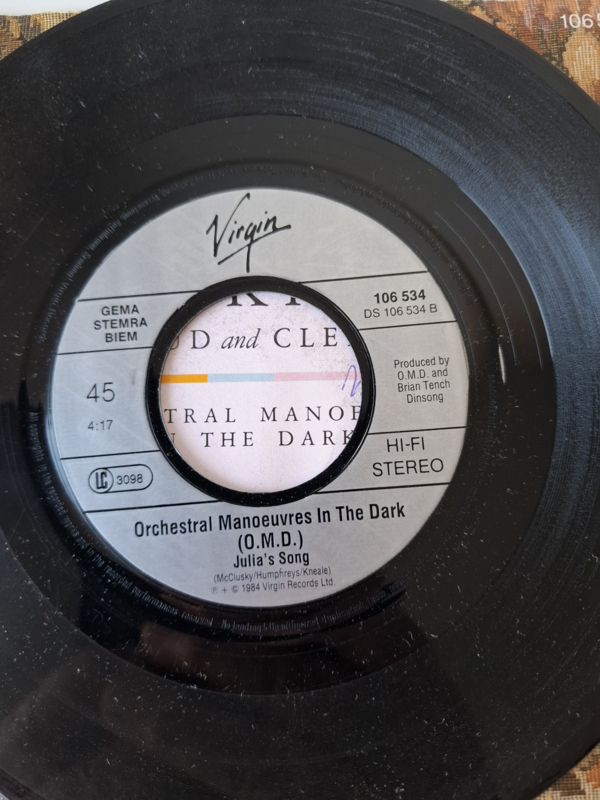 106
Virgin
GEMA
STEMRA
BIEM
106 534
DS 106 534 B
UD and CLE
45
4:17
Produced by
O.M.D. and
Brian Tench
Dinsong
TRAL MANOE
THE DARK
LC 3098
HI-FI
STEREO
Orchestral Manoeuvres In The Dark
(O.M.D.)
Julia's Song
(McClusky/Humphreys/Kneale)
℗ + © 1984 Virgin Records Ltd.